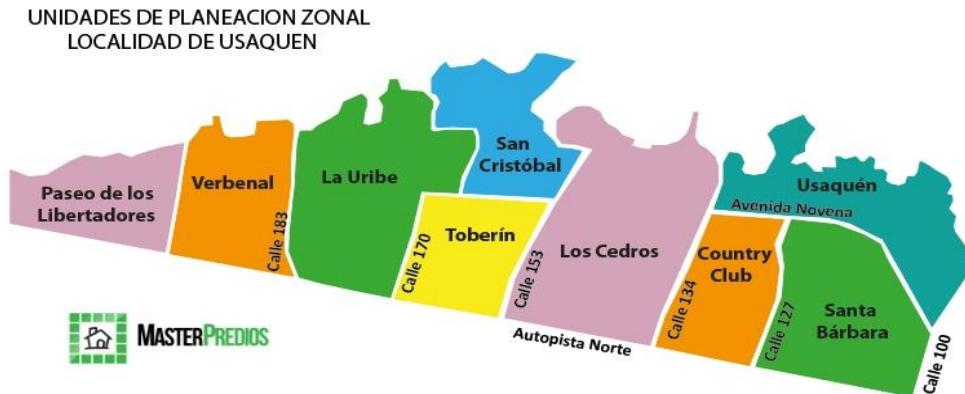 UNIDADES DE PLANEACION ZONAL
LOCALIDAD DE USAQUEN
Paseo de los
Libertadores
Verbenal
Calle 183
La Uribe
San
Cristóbal
Calle 170
Toberín
Calle 153
Los Cedros
Usaquén
Avenida Novena
Country
Club
Calle 134
Calle 127
Santa
Bárbara
Calle 100
Autopista Norte
MASTERPREDIOS